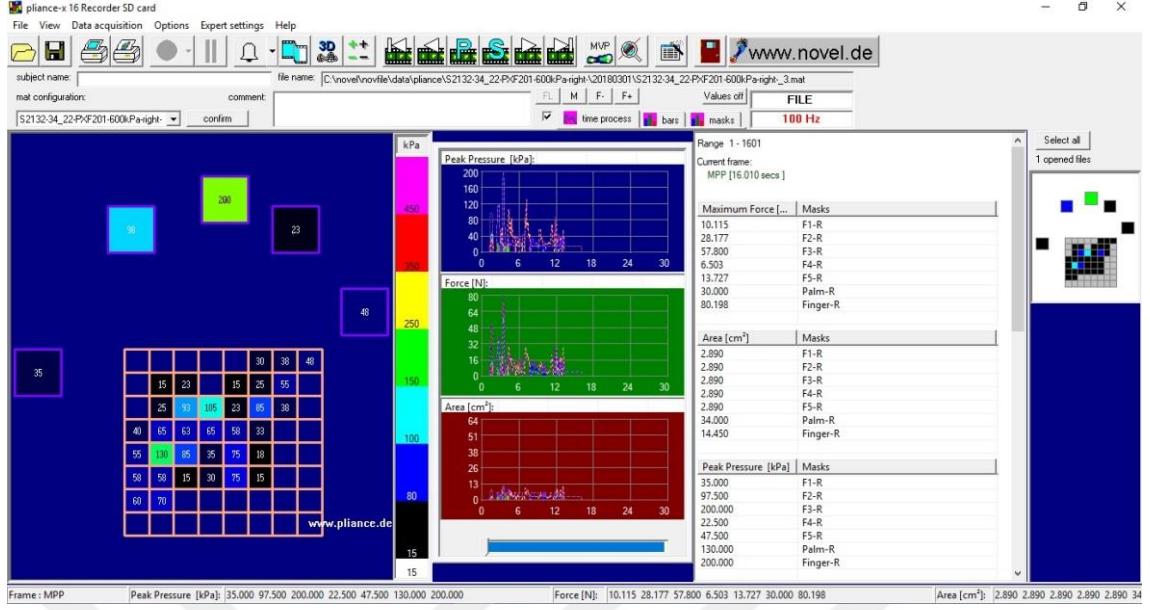 pliance-x 16 Recorder SD card
File View Data acquisition Options Expert settings Help
3D
MVP
www.novel.de
subject name:
file name: C:\novel\novfile\data\pliance\S2132-34_22-PXF201-600kPa-right-\20180301\S2132-34_22-PXF201-600kPa-right-_3.mat
mat configuration:
comment:
FL M F- F+ Values off FILE
S2132-34_22-PXF201-600kPa-right- confirm
time process bars masks 100 Hz
Select all
1 opened files
98
200
23
48
35
30 38 48
15 23 15 25 55
25 93 105 23 85 38
40 65 63 65 58 33
55 130 85 35 75 18
58 58 15 30 75 15
60 70
www.pliance.de
kPa
450
350
250
150
100
80
15
15
Peak Pressure [kPa]:
200
160
120
80
40
0
0 6 12 18 24 30
Force [N]:
80
64
48
32
16
0
0 6 12 18 24 30
Area [cm²]:
64
51
38
26
13
0
0 6 12 18 24 30
Range 1 - 1601
Current frame:
MPP [16.010 secs ]
Maximum Force [... Masks
10.115 F1-R
28.177 F2-R
57.800 F3-R
6.503 F4-R
13.727 F5-R
30.000 Palm-R
80.198 Finger-R
Area [cm²] Masks
2.890 F1-R
2.890 F2-R
2.890 F3-R
2.890 F4-R
2.890 F5-R
34.000 Palm-R
14.450 Finger-R
Peak Pressure [kPa] Masks
35.000 F1-R
97.500 F2-R
200.000 F3-R
22.500 F4-R
47.500 F5-R
130.000 Palm-R
200.000 Finger-R
Frame : MPP Peak Pressure [kPa]: 35.000 97.500 200.000 22.500 47.500 130.000 200.000 Force [N]: 10.115 28.177 57.800 6.503 13.727 30.000 80.198 Area [cm²]: 2.890 2.890 2.890 2.890 2.890 34